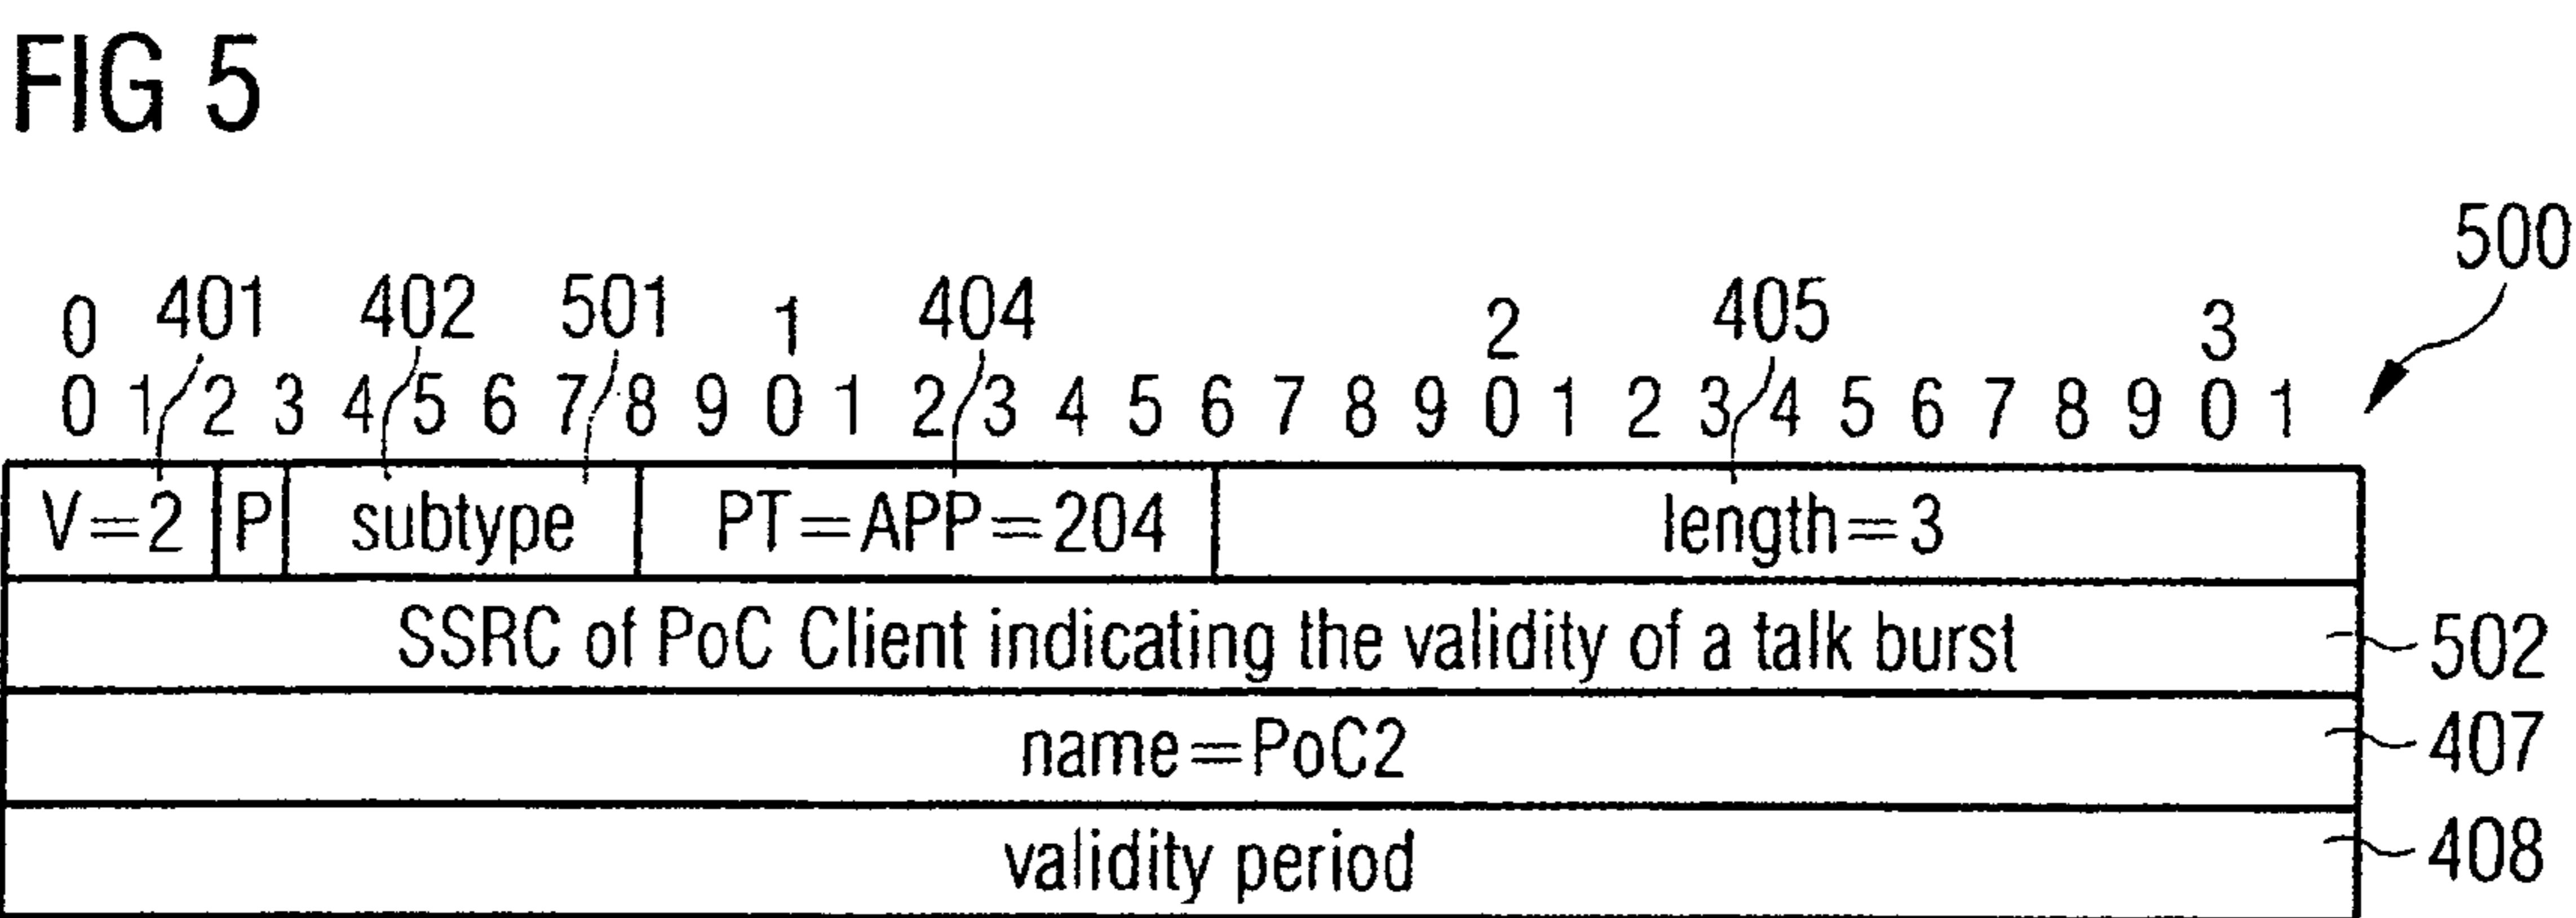 FIG 5
500
0 401 402 501 1 404 2 405 3
0 1 2 3 4 5 6 7 8 9 0 1 2 3 4 5 6 7 8 9 0 1 2 3 4 5 6 7 8 9 0 1
V=2 P subtype PT=APP=204 length=3
SSRC of PoC Client indicating the validity of a talk burst 502
name=PoC2 407
validity period 408